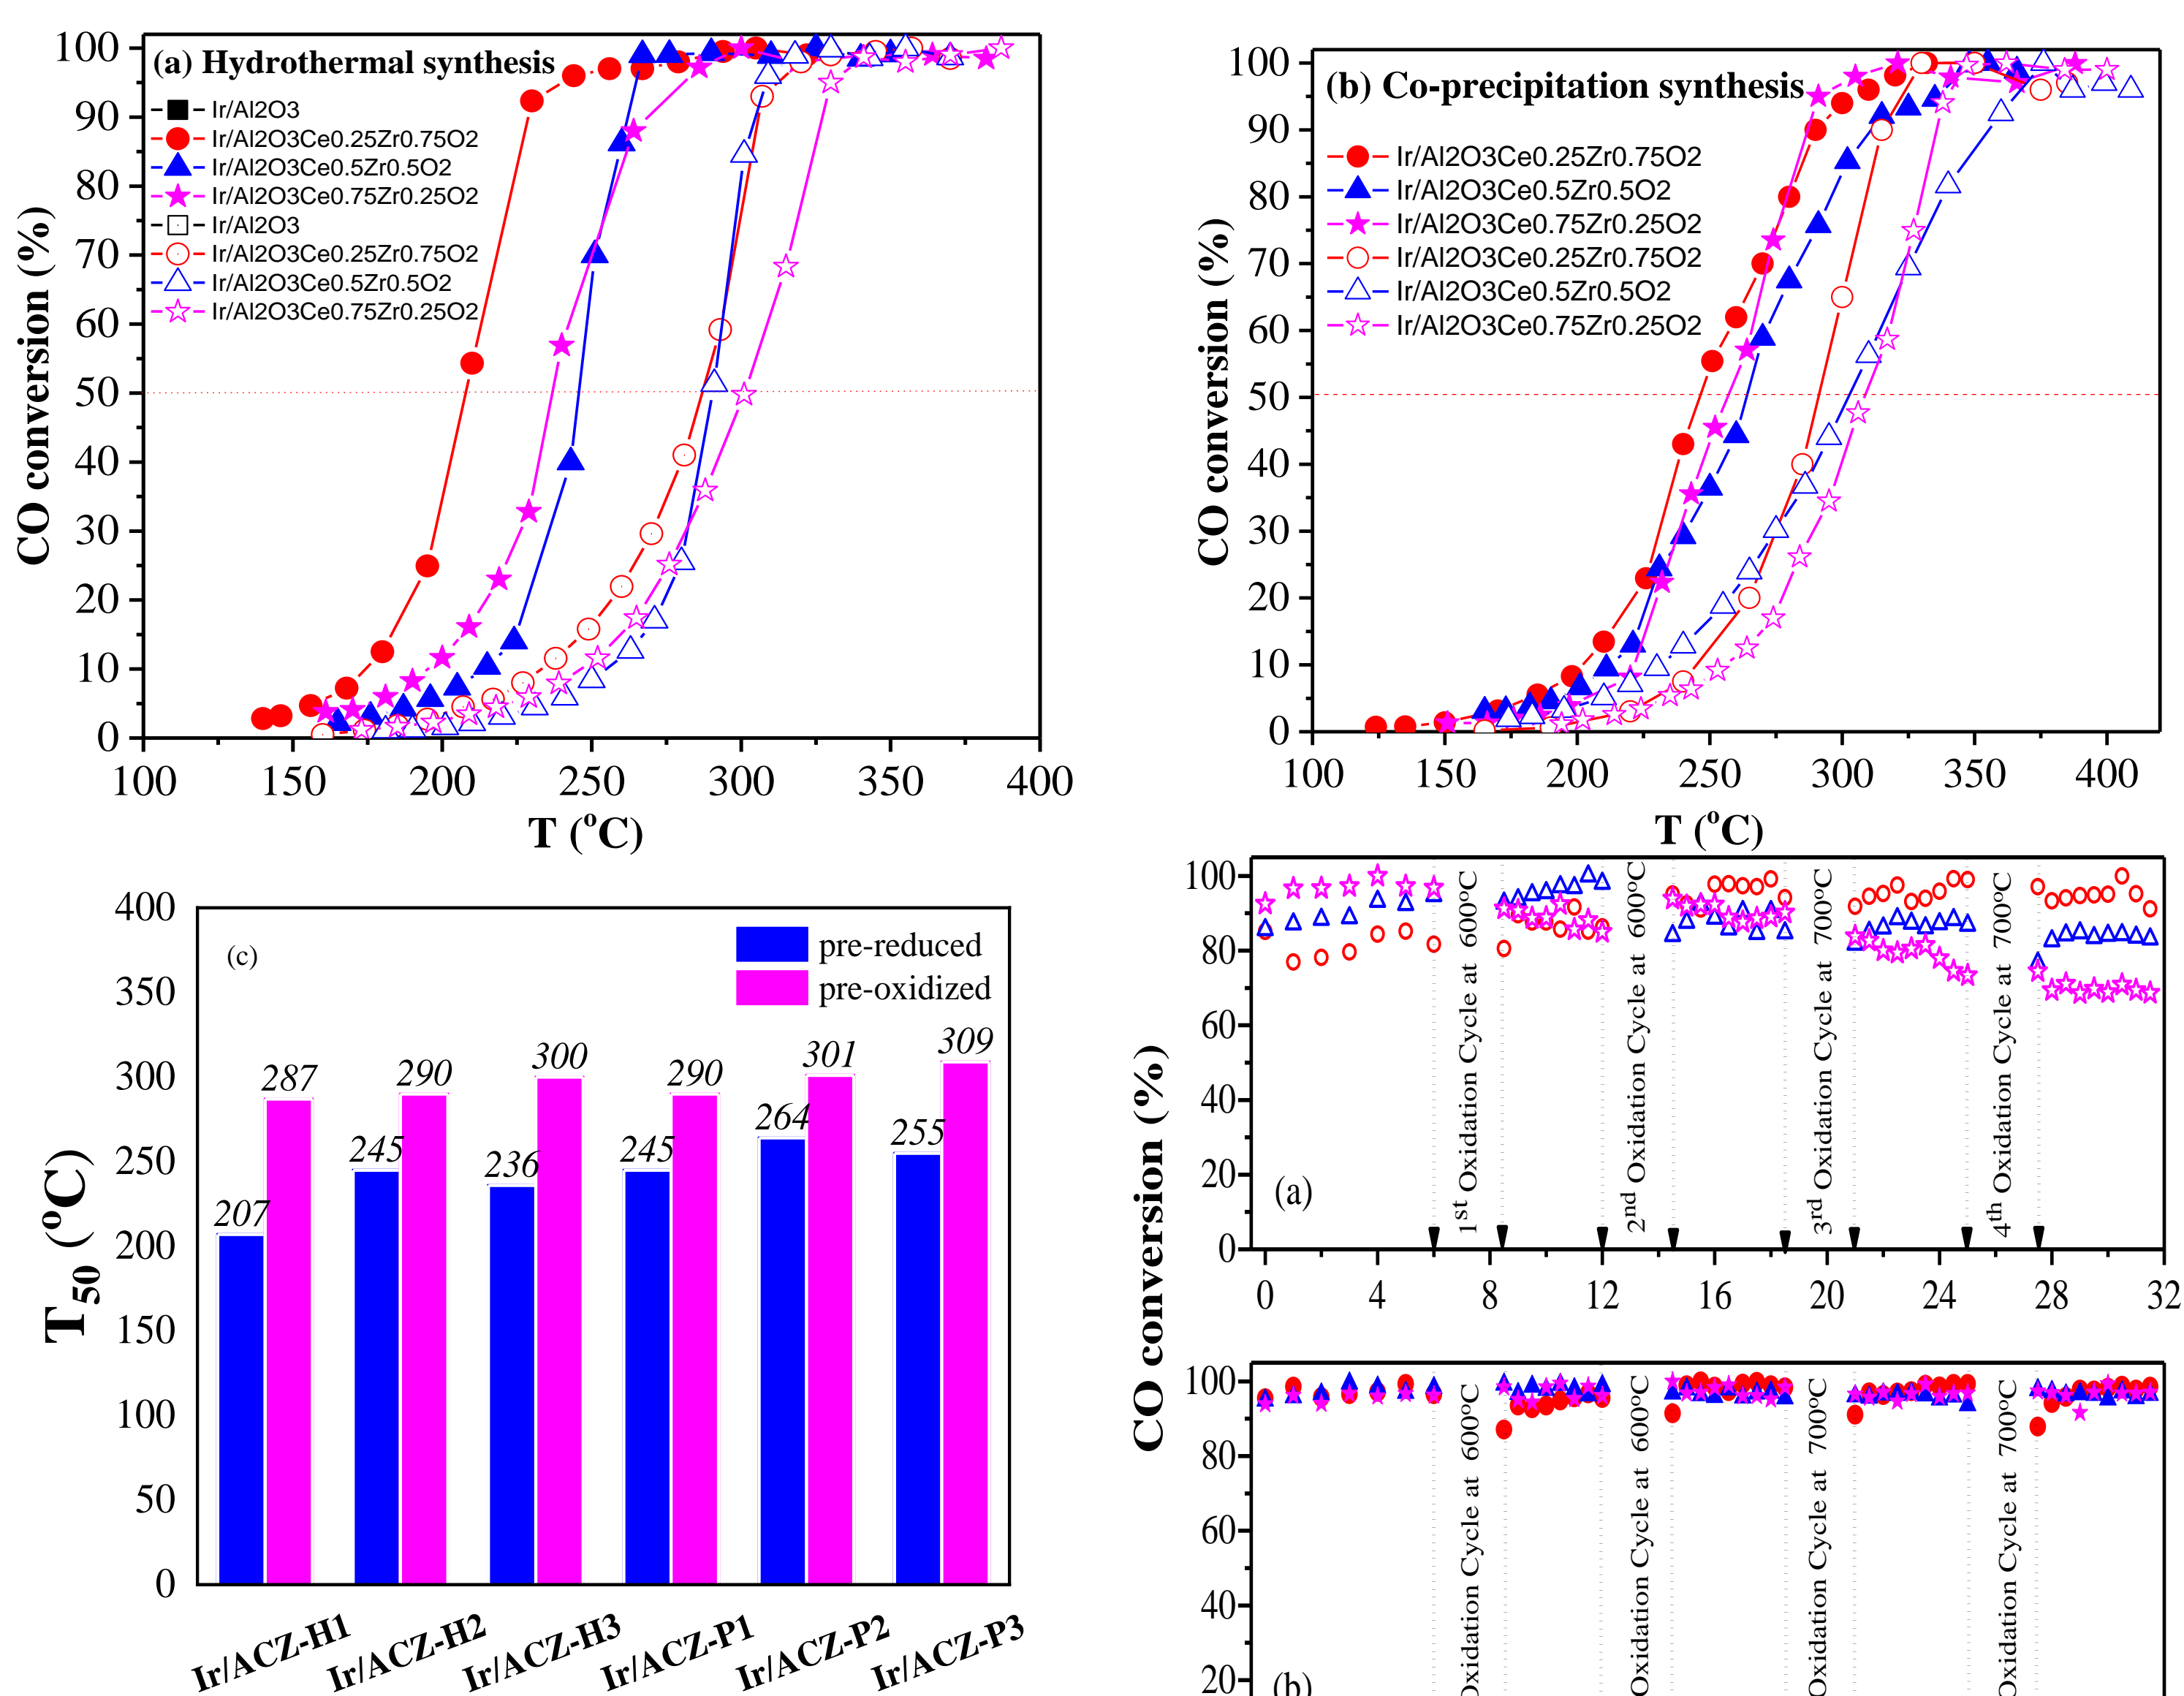 (a) Hydrothermal synthesis
Ir/Al2O3
Ir/Al2O3Ce0.25Zr0.75O2
Ir/Al2O3Ce0.5Zr0.5O2
Ir/Al2O3Ce0.75Zr0.25O2
Ir/Al2O3
Ir/Al2O3Ce0.25Zr0.75O2
Ir/Al2O3Ce0.5Zr0.5O2
Ir/Al2O3Ce0.75Zr0.25O2
CO conversion (%)
100
90
80
70
60
50
40
30
20
10
0
100 150 200 250 300 350 400
T (°C)
(b) Co-precipitation synthesis
Ir/Al2O3Ce0.25Zr0.75O2
Ir/Al2O3Ce0.5Zr0.5O2
Ir/Al2O3Ce0.75Zr0.25O2
Ir/Al2O3Ce0.25Zr0.75O2
Ir/Al2O3Ce0.5Zr0.5O2
Ir/Al2O3Ce0.75Zr0.25O2
CO conversion (%)
100
90
80
70
60
50
40
30
20
10
0
100 150 200 250 300 350 400
T (°C)
(c)
pre-reduced
pre-oxidized
T50 (°C)
400
350
300
250
200
150
100
50
0
207 287 245 290 236 300 245 290 264 301 255 309
Ir/ACZ-H1 Ir/ACZ-H2 Ir/ACZ-H3 Ir/ACZ-P1 Ir/ACZ-P2 Ir/ACZ-P3
CO conversion (%)
100
80
60
40
20
0
(a)
1st Oxidation Cycle at 600°C
2nd Oxidation Cycle at 600°C
3rd Oxidation Cycle at 700°C
4th Oxidation Cycle at 700°C
0 4 8 12 16 20 24 28 32
100
80
60
40
20
(b)
Oxidation Cycle at 600°C
Oxidation Cycle at 600°C
Oxidation Cycle at 700°C
Oxidation Cycle at 700°C